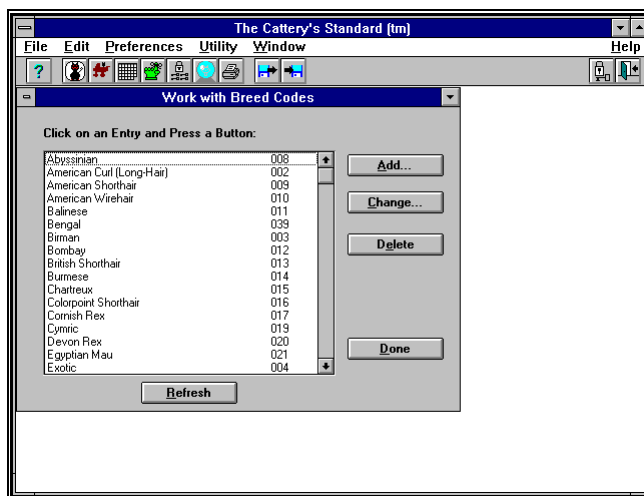 The Cattery's Standard (tm)
File Edit Preferences Utility Window Help
?
Work with Breed Codes
Click on an Entry and Press a Button:
Abyssinian 008
American Curl (Long-Hair) 002
American Shorthair 009
American Wirehair 010
Balinese 011
Bengal 039
Birman 003
Bombay 012
British Shorthair 013
Burmese 014
Chartreux 015
Colorpoint Shorthair 016
Cornish Rex 017
Cymric 019
Devon Rex 020
Egyptian Mau 021
Exotic 004
Add...
Change...
Delete
Done
Refresh